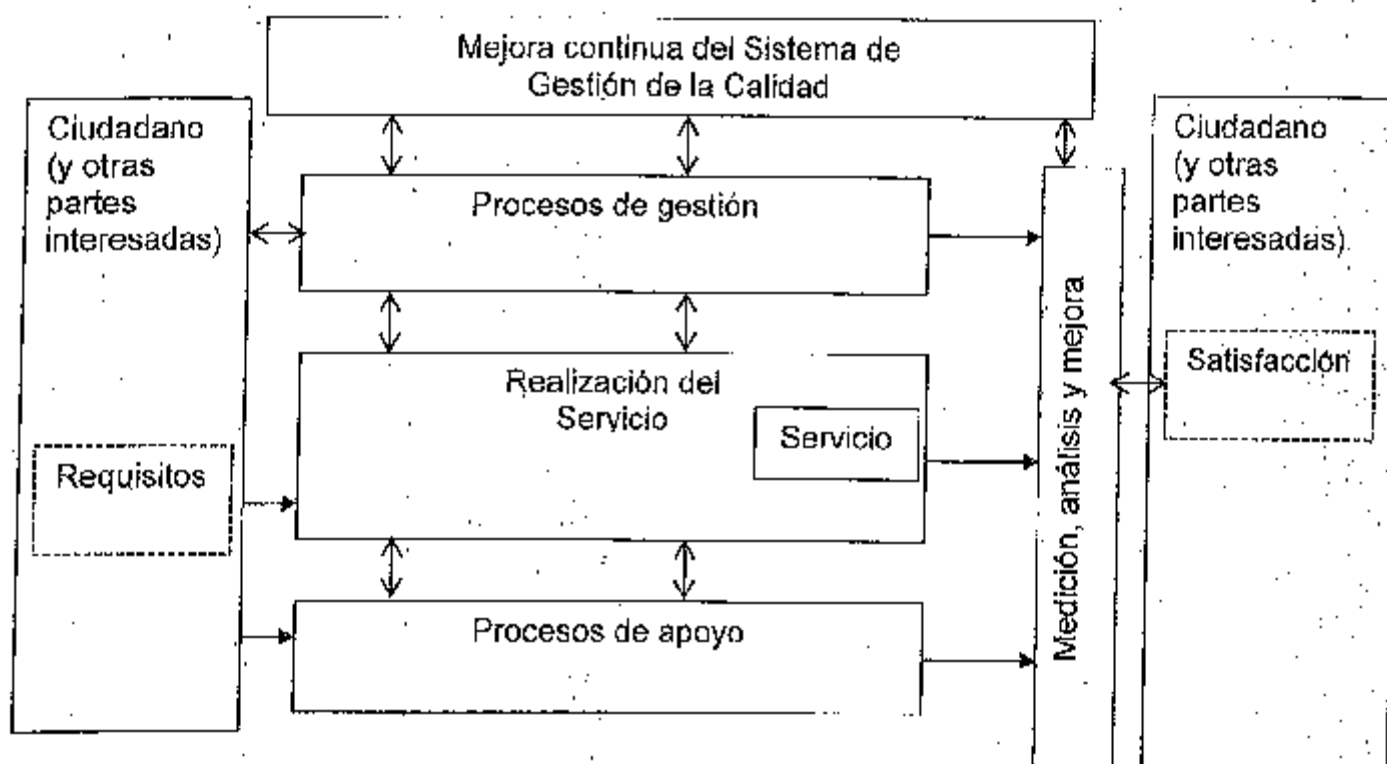 Mejora continua del Sistema de
Gestión de la Calidad
Ciudadano
(y otras
partes
interesadas)
Requisitos
Procesos de gestión
Realización del
Servicio
Servicio
Procesos de apoyo
Medición, análisis y mejora
Ciudadano
(y otras
partes
interesadas)
Satisfacción